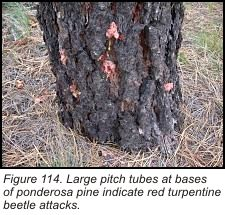 Figure 114. Large pitch tubes at bases
of ponderosa pine indicate red turpentine
beetle attacks.